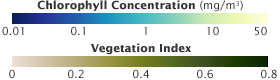 Chlorophyll Concentration (mg/m³)
0.01 0.1 1 10 50
Vegetation Index
0 0.2 0.4 0.6 0.8